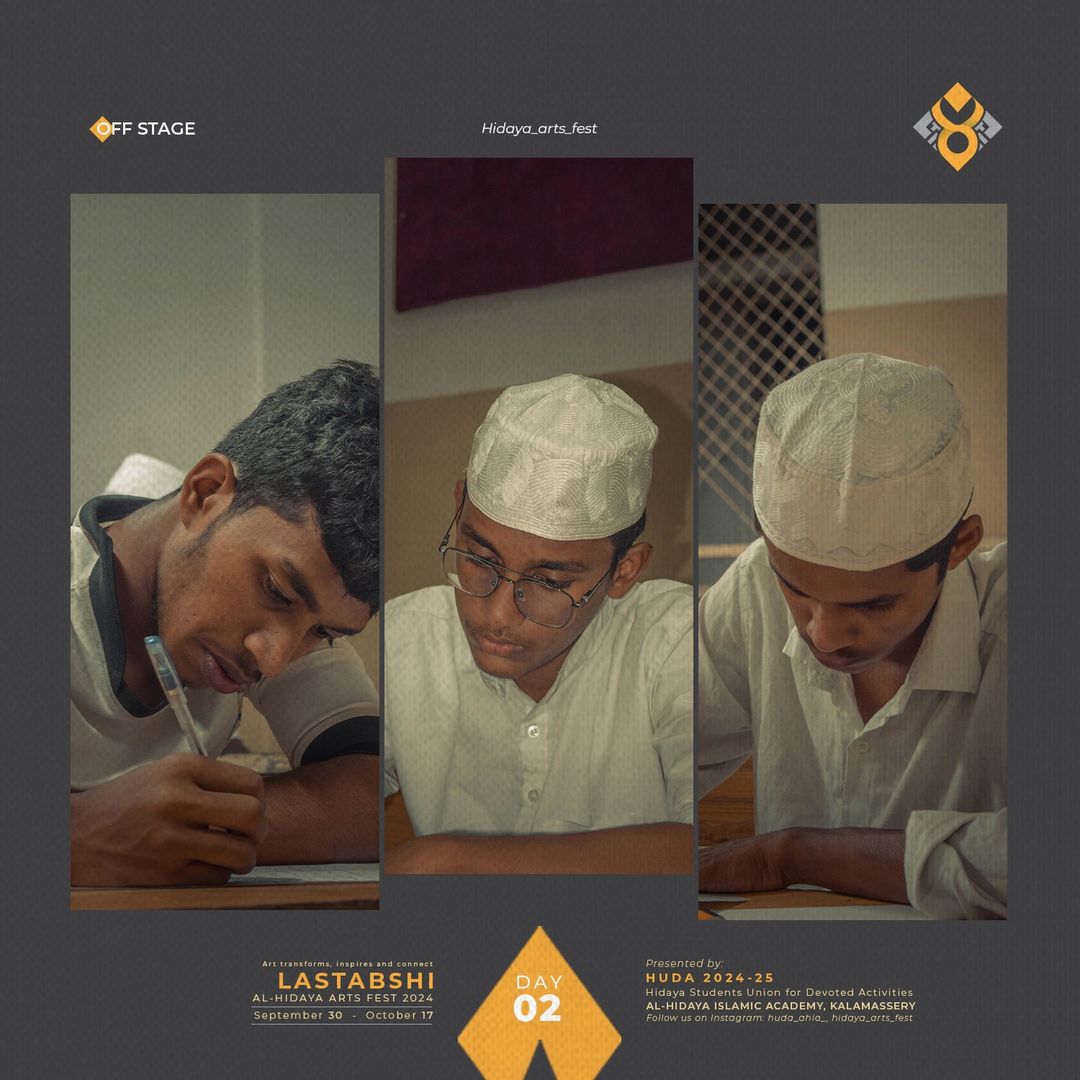 OFF STAGE
Hidaya_arts_fest
Art transforms, inspires and connect
LASTABSHI
AL-HIDAYA ARTS FEST 2024
September 30 - October 17
DAY
02
Presented by:
HUDA 2024-25
Hidaya Students Union for Devoted Activities
AL-HIDAYA ISLAMIC ACADEMY, KALAMASSERY
Follow us on Instagram: huda_ahia_, hidaya_arts_fest